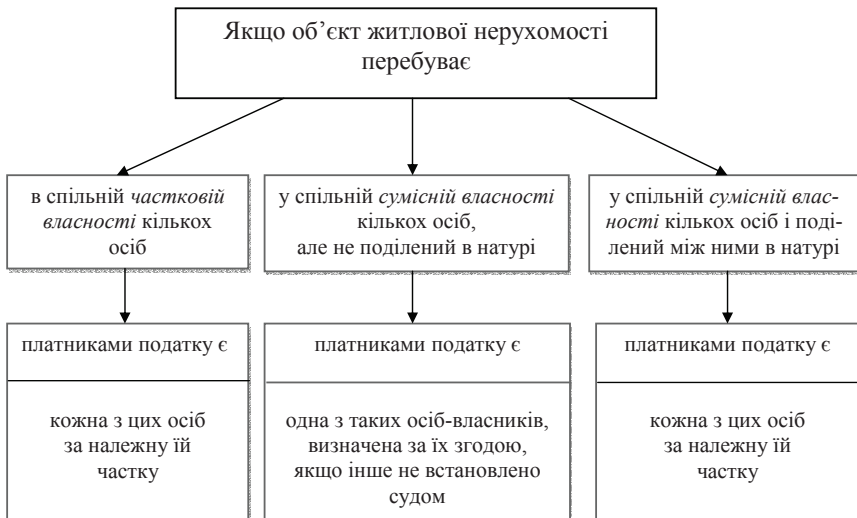 Якщо об’єкт житлової нерухомості
перебуває
в спільній частковій
власності кількох
осіб
у спільній сумісній власності
кількох осіб,
але не поділений в натурі
у спільній сумісній влас-
ності кількох осіб і поді-
лений між ними в натурі
платниками податку є
кожна з цих осіб
за належну їй
частку
платниками податку є
одна з таких осіб-власників,
визначена за їх згодою,
якщо інше не встановлено
судом
платниками податку є
кожна з цих осіб
за належну їй
частку